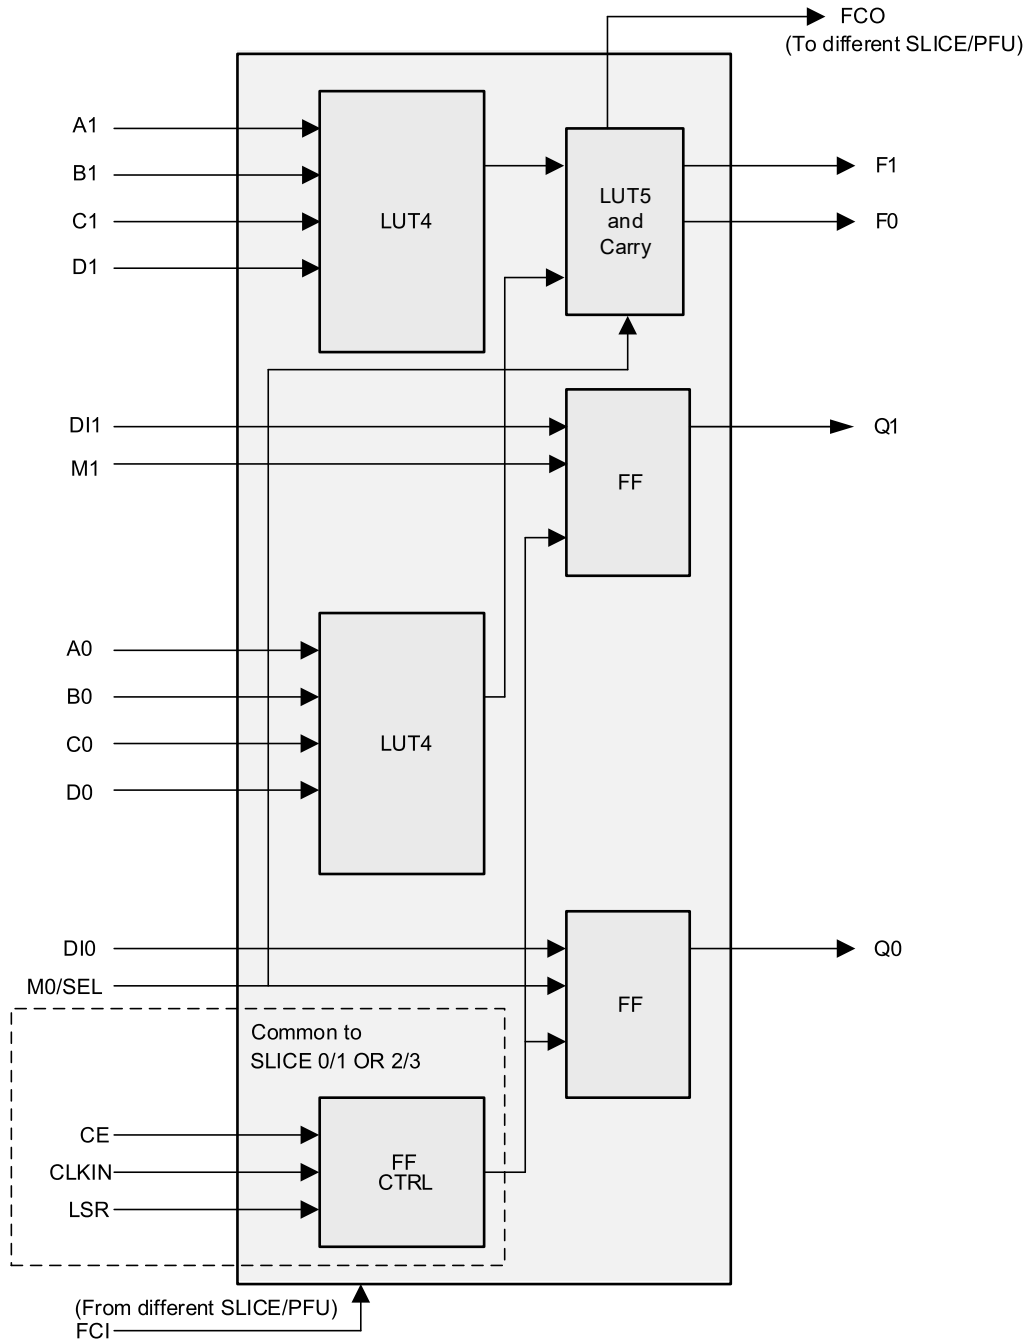 FCO
(To different SLICE/PFU)
A1
B1
C1
D1
LUT4
LUT5
and
Carry
F1
F0
DI1
M1
FF
Q1
A0
B0
C0
D0
LUT4
DI0
M0/SEL
FF
Q0
Common to
SLICE 0/1 OR 2/3
CE
CLKIN
LSR
FF
CTRL
(From different SLICE/PFU)
FCI